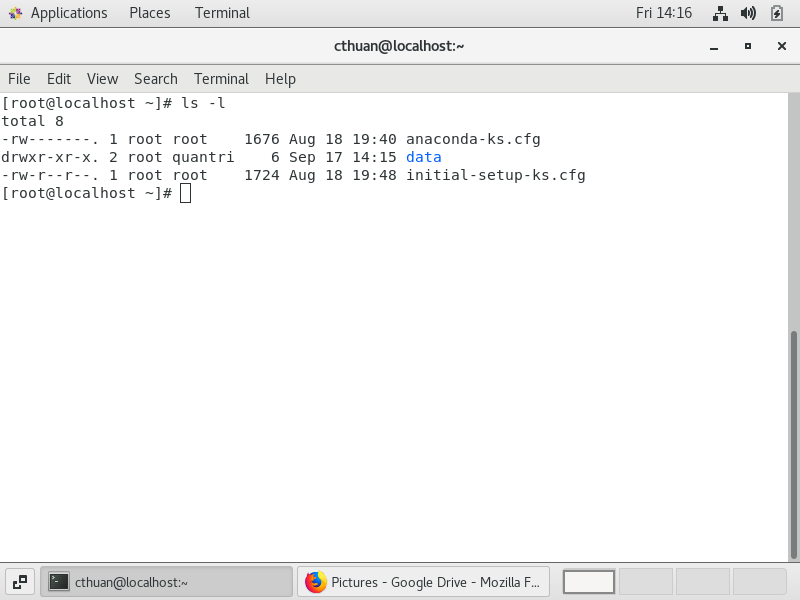 Applications Places Terminal Fri 14:16
cthuan@localhost:~
File Edit View Search Terminal Help
[root@localhost ~]# ls -l
total 8
-rw-------. 1 root root    1676 Aug 18 19:40 anaconda-ks.cfg
drwxr-xr-x. 2 root quantri    6 Sep 17 14:15 data
-rw-r--r--. 1 root root    1724 Aug 18 19:48 initial-setup-ks.cfg
[root@localhost ~]#
cthuan@localhost:~ Pictures - Google Drive - Mozilla F...